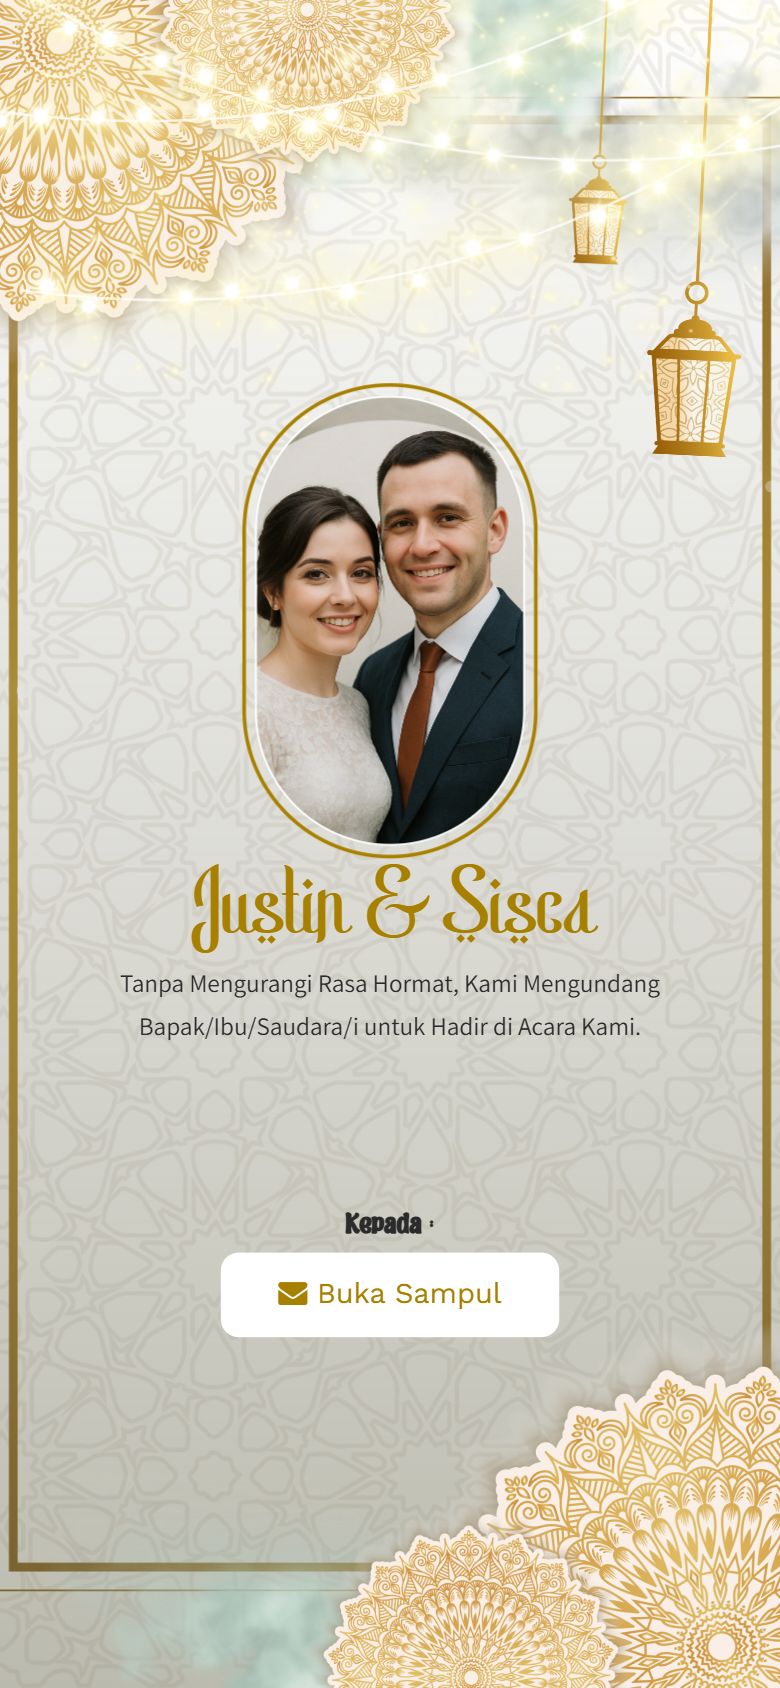 Justin & Sisca
Tanpa Mengurangi Rasa Hormat, Kami Mengundang
Bapak/Ibu/Saudara/i untuk Hadir di Acara Kami.
Kepada :
Buka Sampul